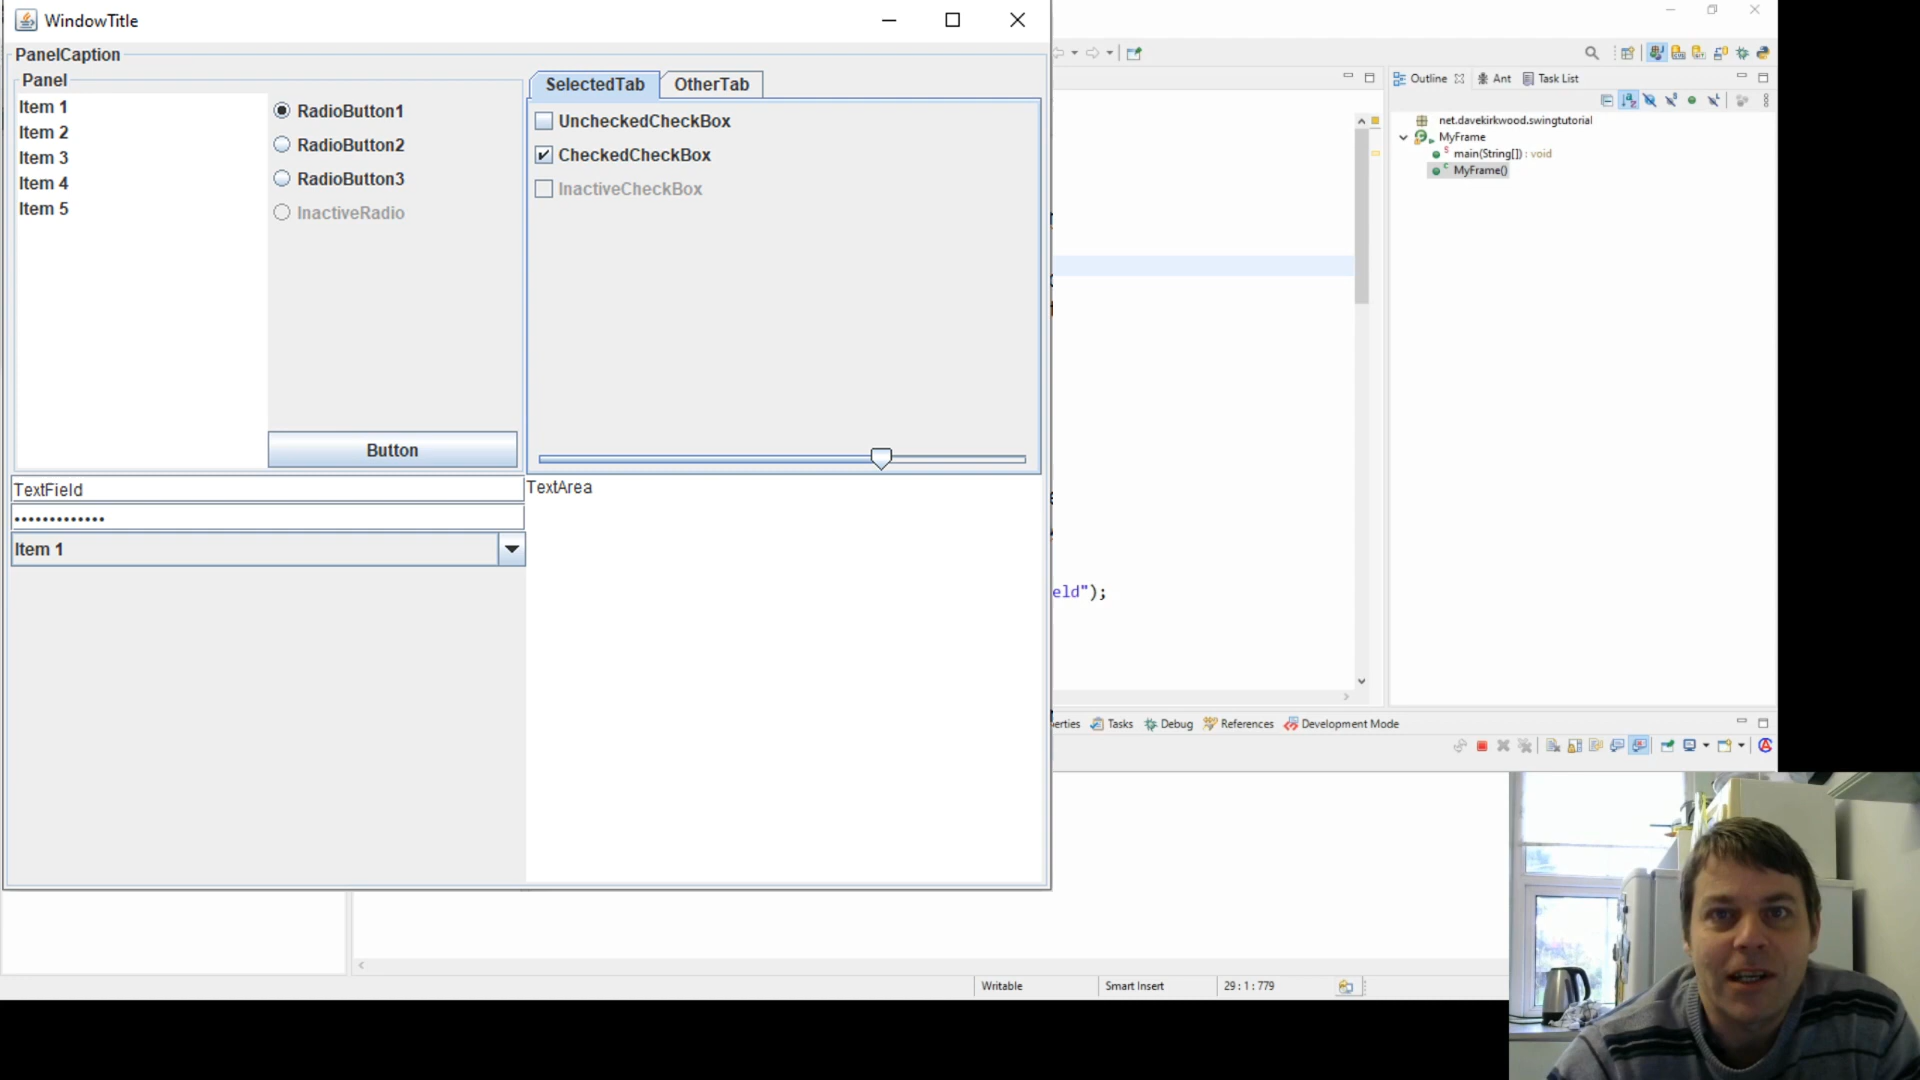 WindowTitle
PanelCaption
Panel
Item 1
Item 2
Item 3
Item 4
Item 5
RadioButton1
RadioButton2
RadioButton3
InactiveRadio
Button
SelectedTab
OtherTab
UncheckedCheckBox
CheckedCheckBox
InactiveCheckBox
TextField
•••••••••••••
Item 1
TextArea
eld");
Outline
Ant
Task List
net.davekirkwood.swingtutorial
MyFrame
main(String[]) : void
MyFrame()
erties
Tasks
Debug
References
Development Mode
Writable
Smart Insert
29 : 1 : 779